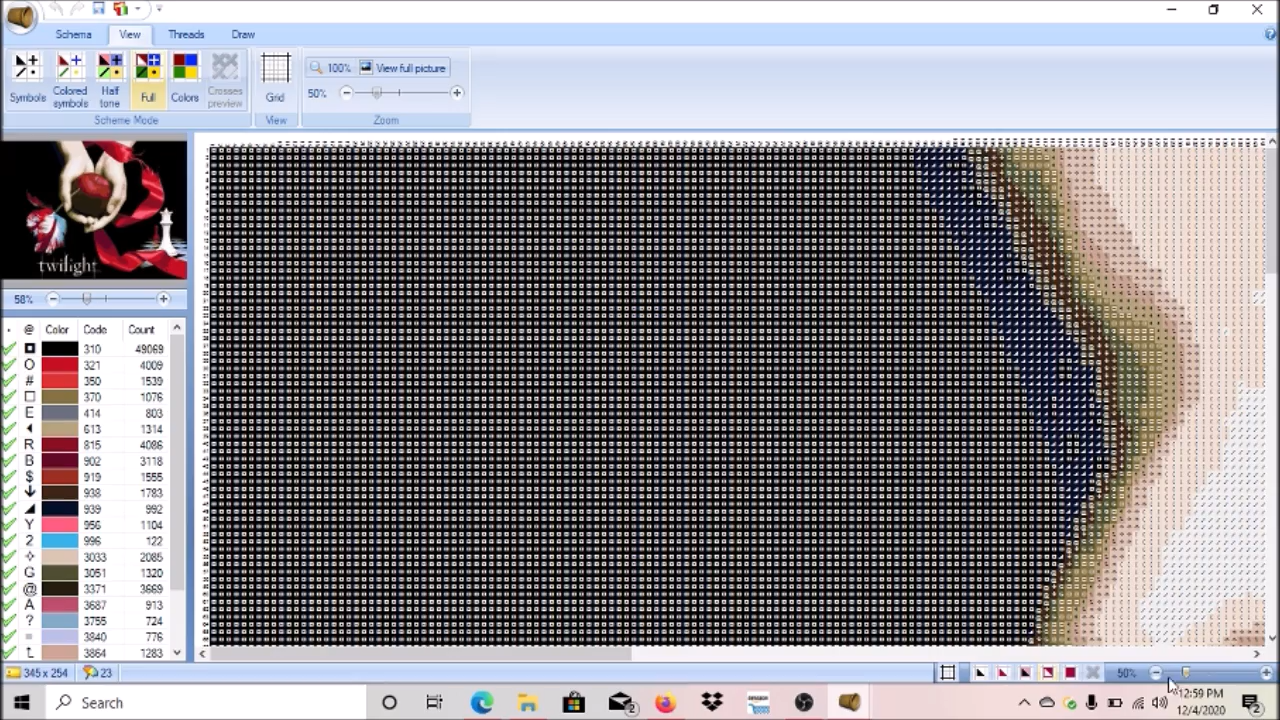 Schema View Threads Draw
Symbols Colored symbols Half tone Full Colors Crosses preview Grid
100% View full picture
50%
Scheme Mode View Zoom
twilight
58%
@ Color Code Count
310 49069
O 321 4009
# 350 1539
370 1076
E 414 803
613 1314
R 815 4086
B 902 3118
$ 919 1555
938 1783
939 992
Y 956 1104
2 996 122
3033 2085
G 3051 1320
@ 3371 3669
A 3687 913
? 3755 724
= 3840 776
L 3864 1283
345 x 254 23 50%
Search 2 12:59 PM
12/4/2020 2